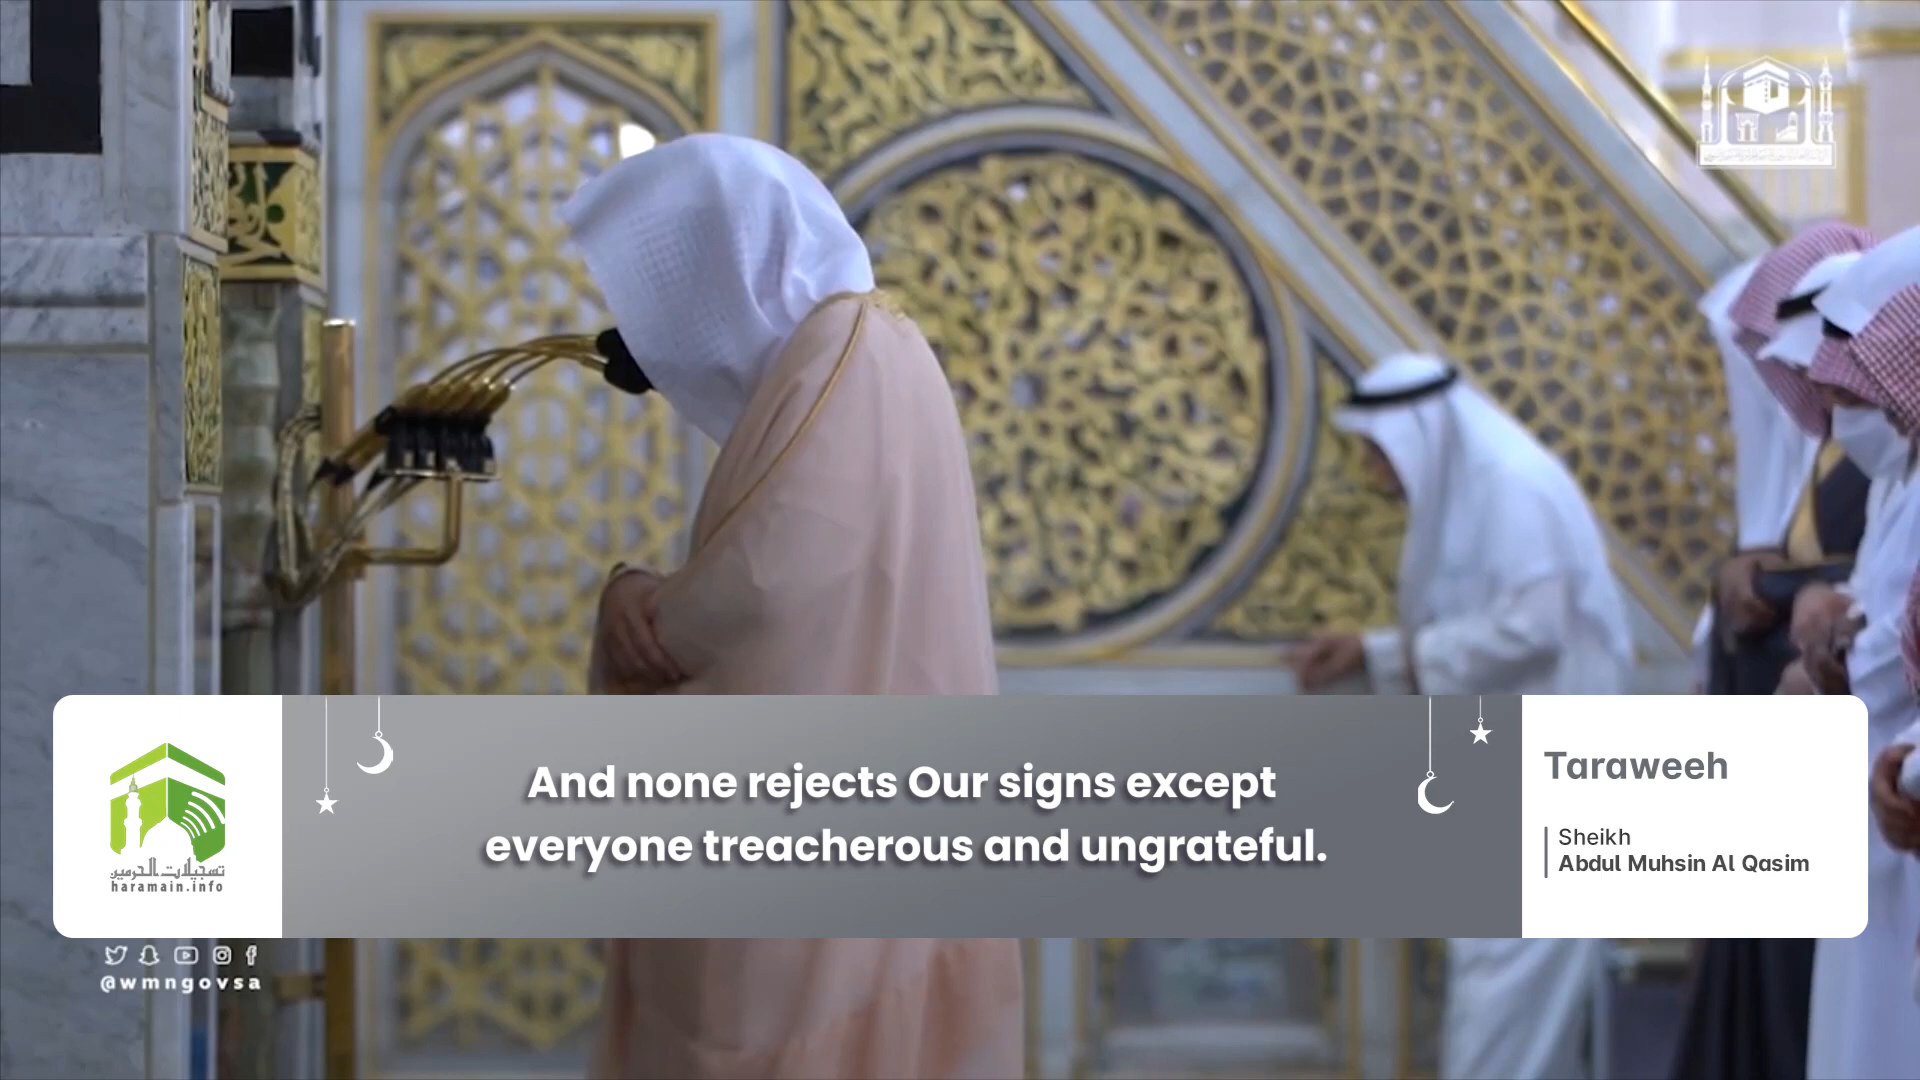 And none rejects Our signs except
everyone treacherous and ungrateful.
Taraweeh
Sheikh
Abdul Muhsin Al Qasim
تسجيلات الحرمين
haramain.info
@wmngovsa